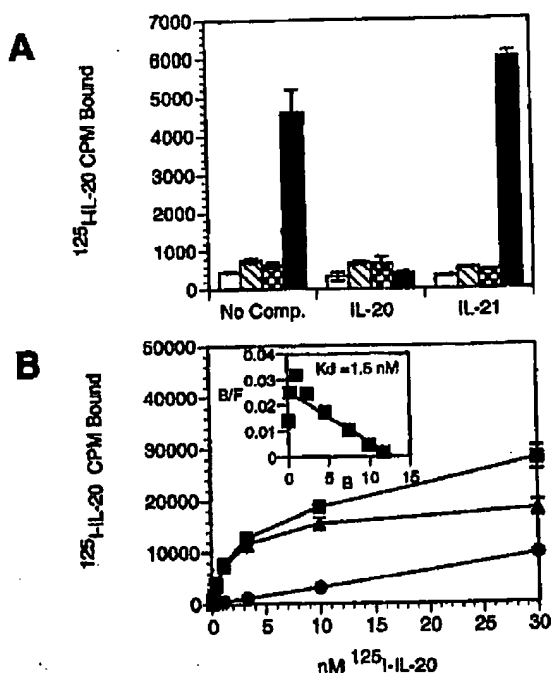 A
125I-IL-20 CPM Bound
7000
6000
5000
4000
3000
2000
1000
0
No Comp.
IL-20
IL-21
B
125I-IL-20 CPM Bound
50000
40000
30000
20000
10000
0
0.04
0.03
0.02
0.01
0
B/F
Kd =1.5 nM
0 5 10 15
B
0 5 10 15 20 25 30
nM 125I-IL-20